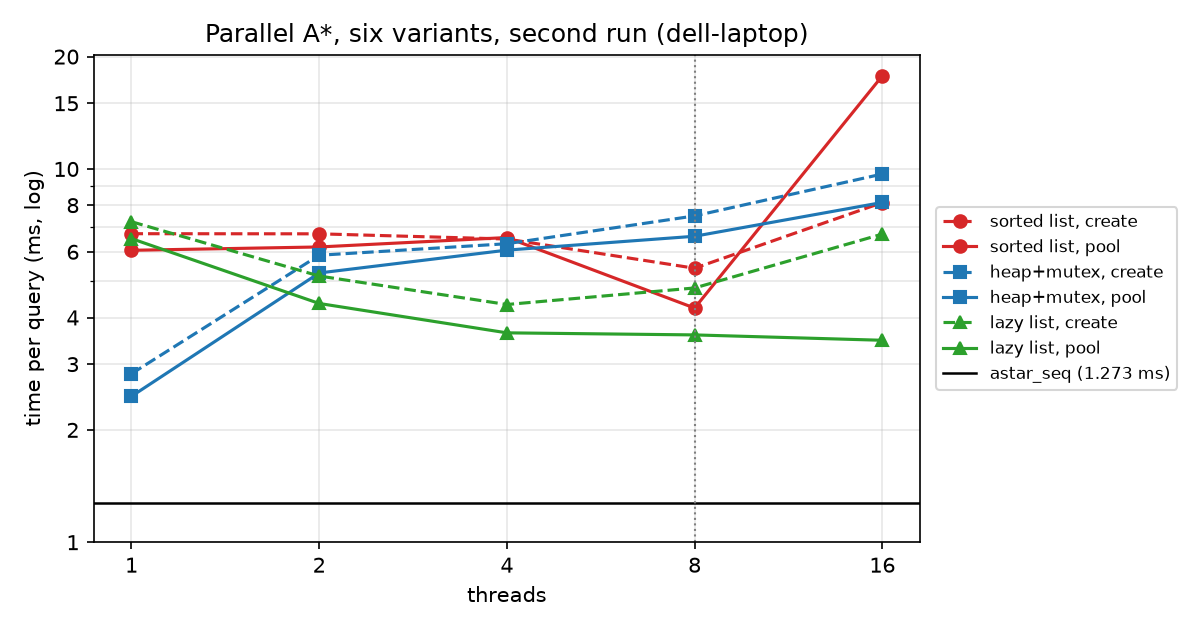 Parallel A*, six variants, second run (dell-laptop)
time per query (ms, log)
20
15
10
8
6
4
3
2
1
1 2 4 8 16
threads
sorted list, create
sorted list, pool
heap+mutex, create
heap+mutex, pool
lazy list, create
lazy list, pool
astar_seq (1.273 ms)